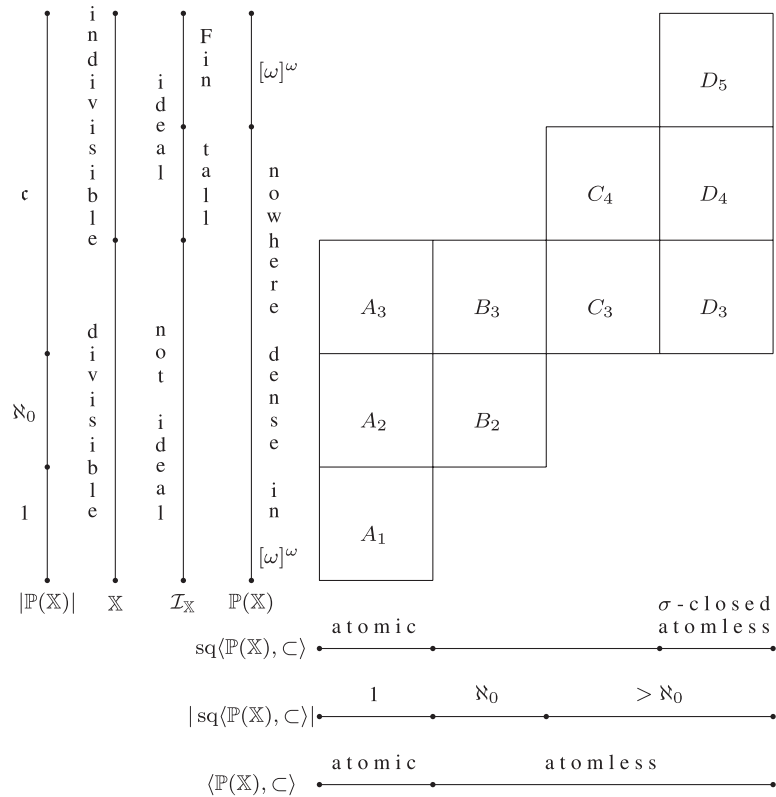 𝔠
ℵ₀
1
|ℙ(𝕏)|
indivisible
divisible
𝕏
ideal
not ideal
𝓘_𝕏
Fin
tall
[ω]^ω
nowhere dense in
[ω]^ω
ℙ(𝕏)
D₅
C₄ D₄
A₃ B₃ C₃ D₃
A₂ B₂
A₁
σ-closed
atomic atomless
sq⟨ℙ(𝕏), ⊂⟩
1 ℵ₀ > ℵ₀
| sq⟨ℙ(𝕏), ⊂⟩|
atomic atomless
⟨ℙ(𝕏), ⊂⟩